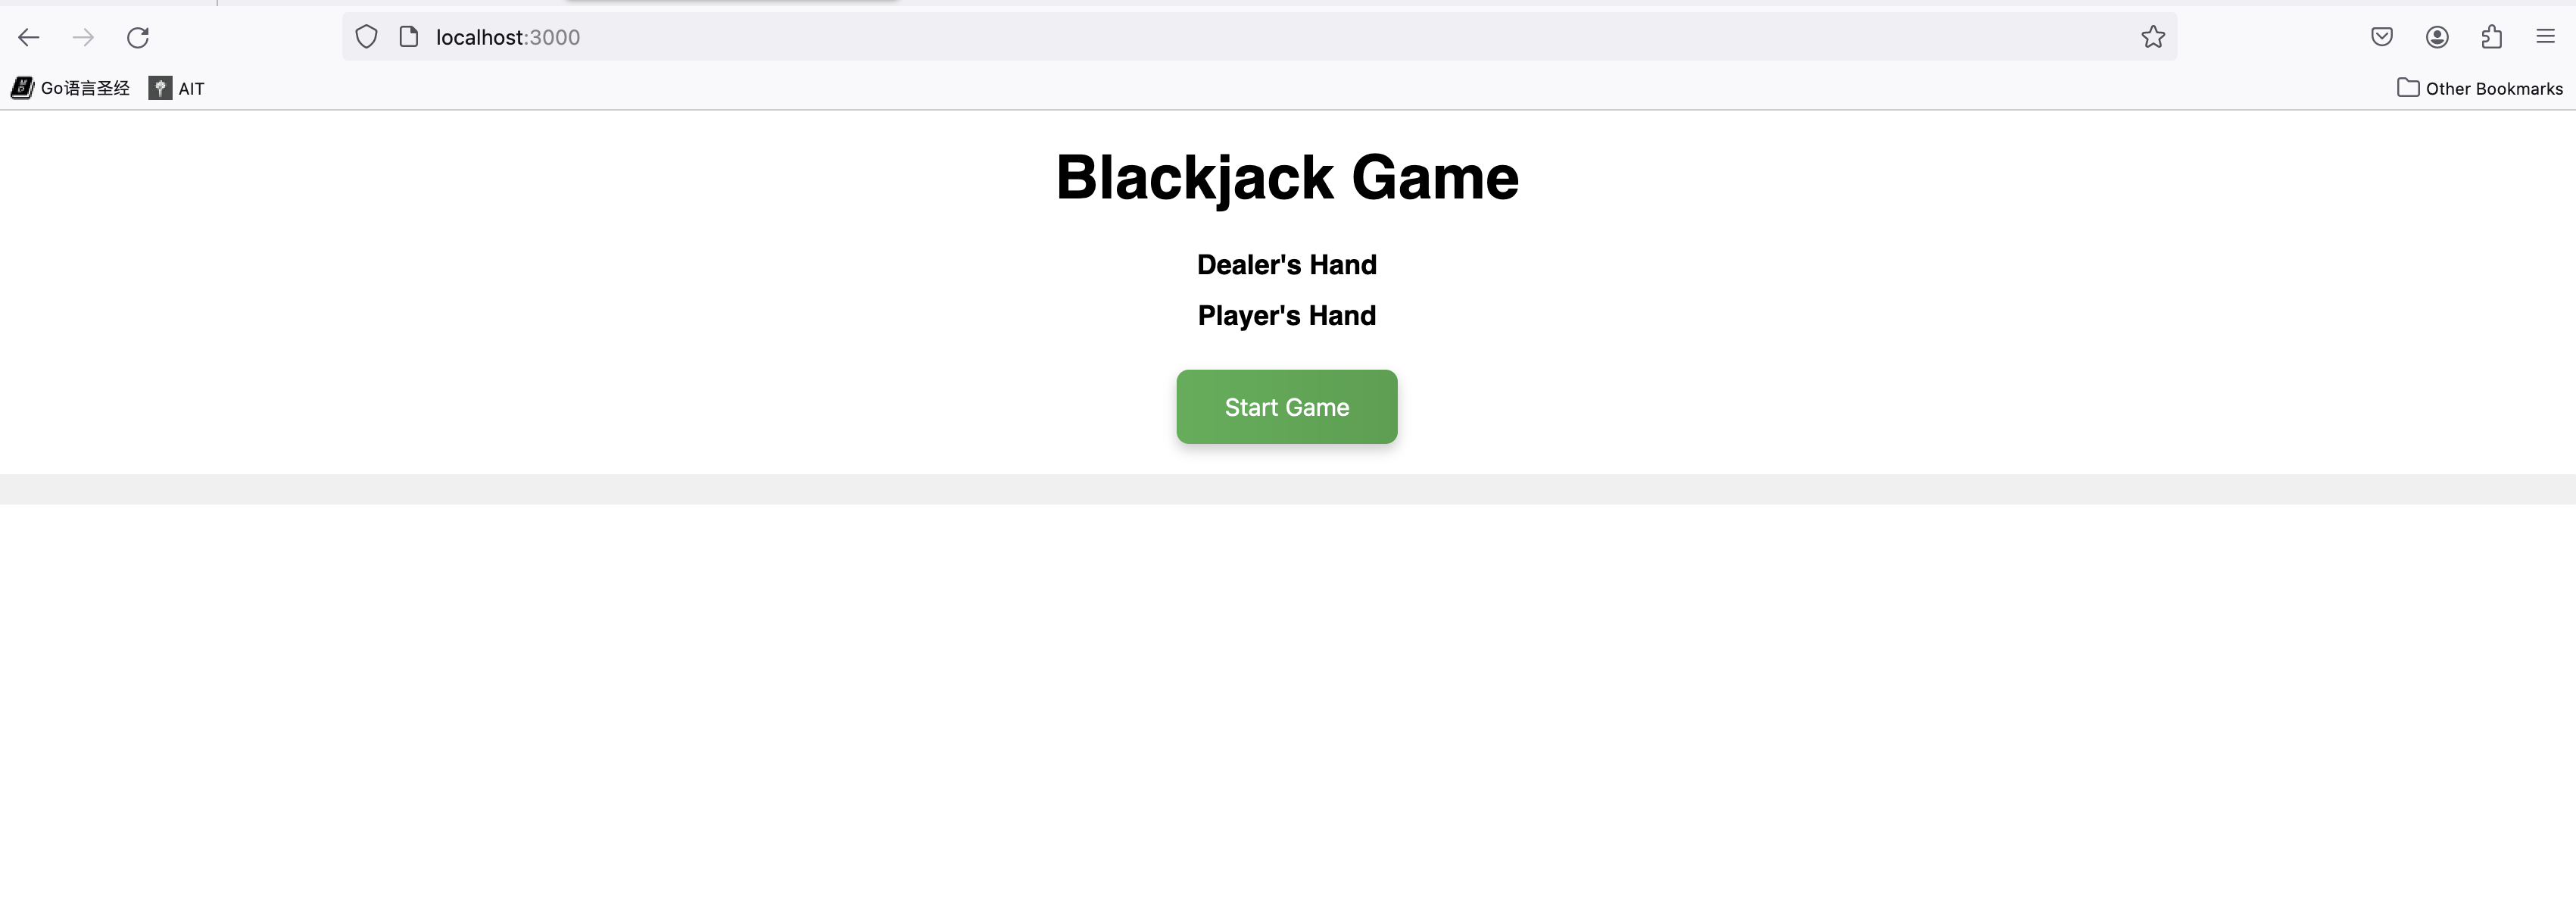 localhost:3000
Go语言圣经 AIT Other Bookmarks
Blackjack Game
Dealer's Hand
Player's Hand
Start Game